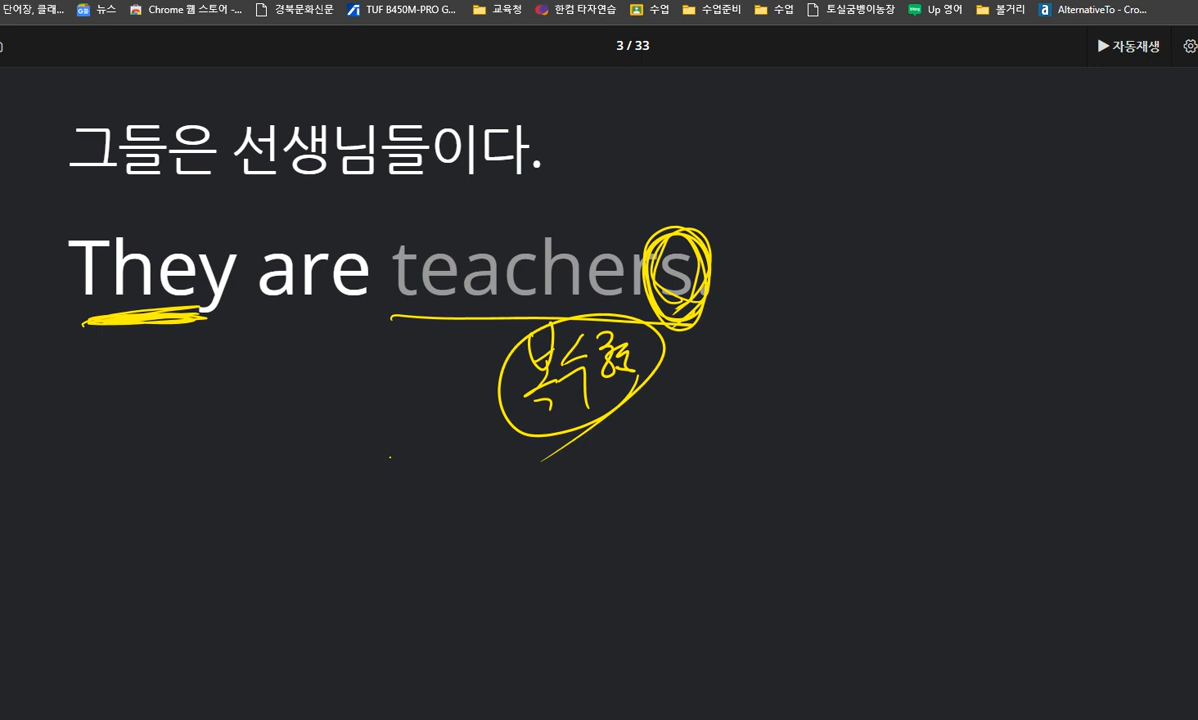 단어장, 클래... 뉴스 Chrome 웹 스토어 -... 경북문화신문 TUF B450M-PRO G... 교육청 한컴 타자연습 수업 수업준비 수업 토실굼벵이농장 Up 영어 볼거리 AlternativeTo - Cro...
3 / 33 ▶ 자동재생
그들은 선생님들이다.
They are teachers.
복수형